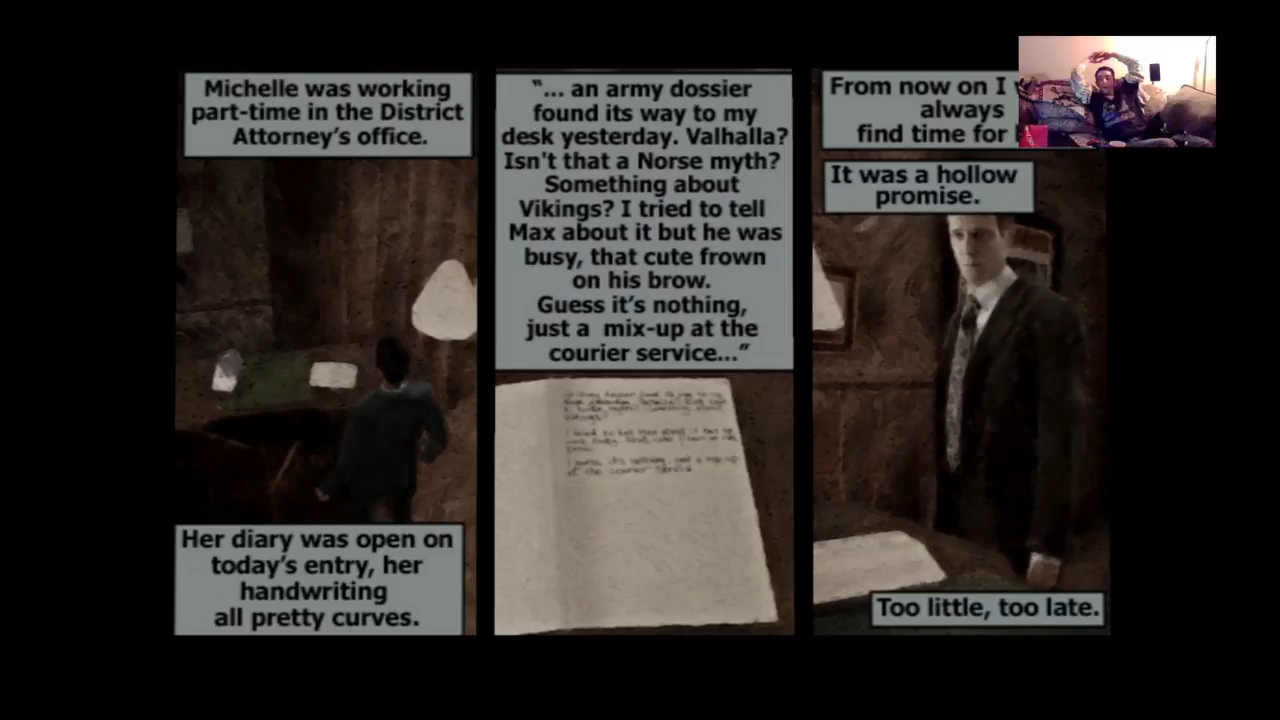 Michelle was working
part-time in the District
Attorney's office.
Her diary was open on
today's entry, her
handwriting
all pretty curves.
"... an army dossier
found its way to my
desk yesterday. Valhalla?
Isn't that a Norse myth?
Something about
Vikings? I tried to tell
Max about it but he was
busy, that cute frown
on his brow.
Guess it's nothing,
just a mix-up at the
courier service..."
From now on I
always
find time for
It was a hollow
promise.
Too little, too late.